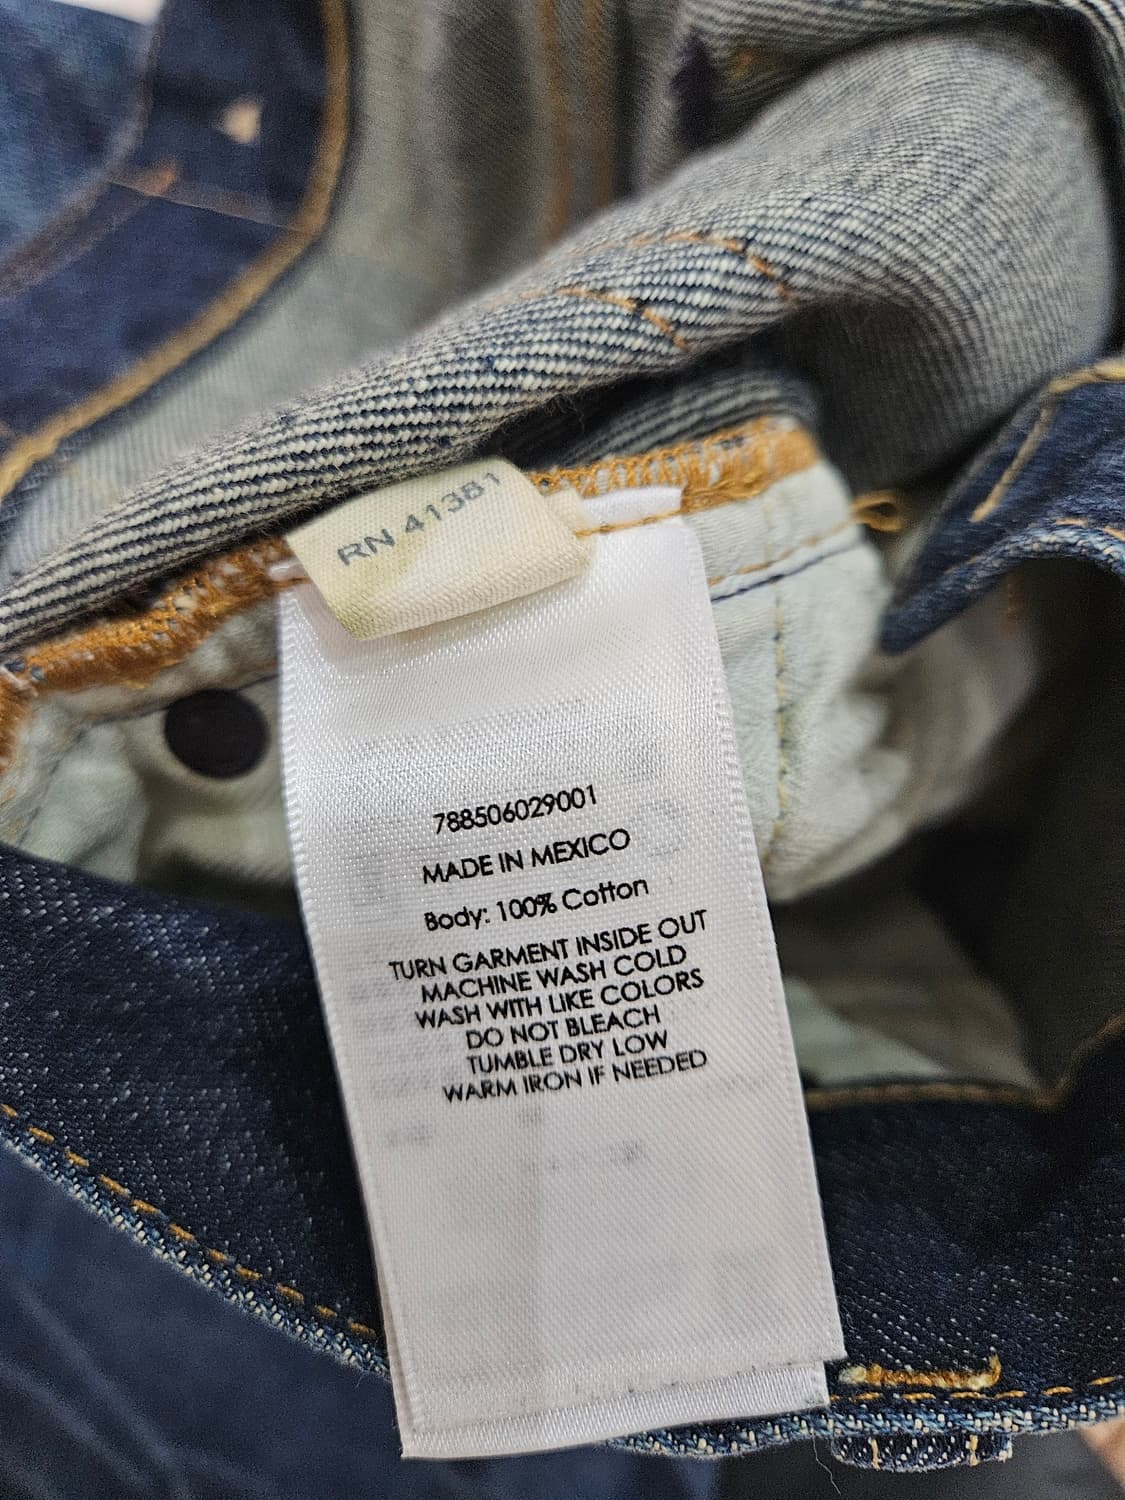 RN 41381
788506029001
MADE IN MEXICO
Body: 100% Cotton
TURN GARMENT INSIDE OUT
MACHINE WASH COLD
WASH WITH LIKE COLORS
DO NOT BLEACH
TUMBLE DRY LOW
WARM IRON IF NEEDED